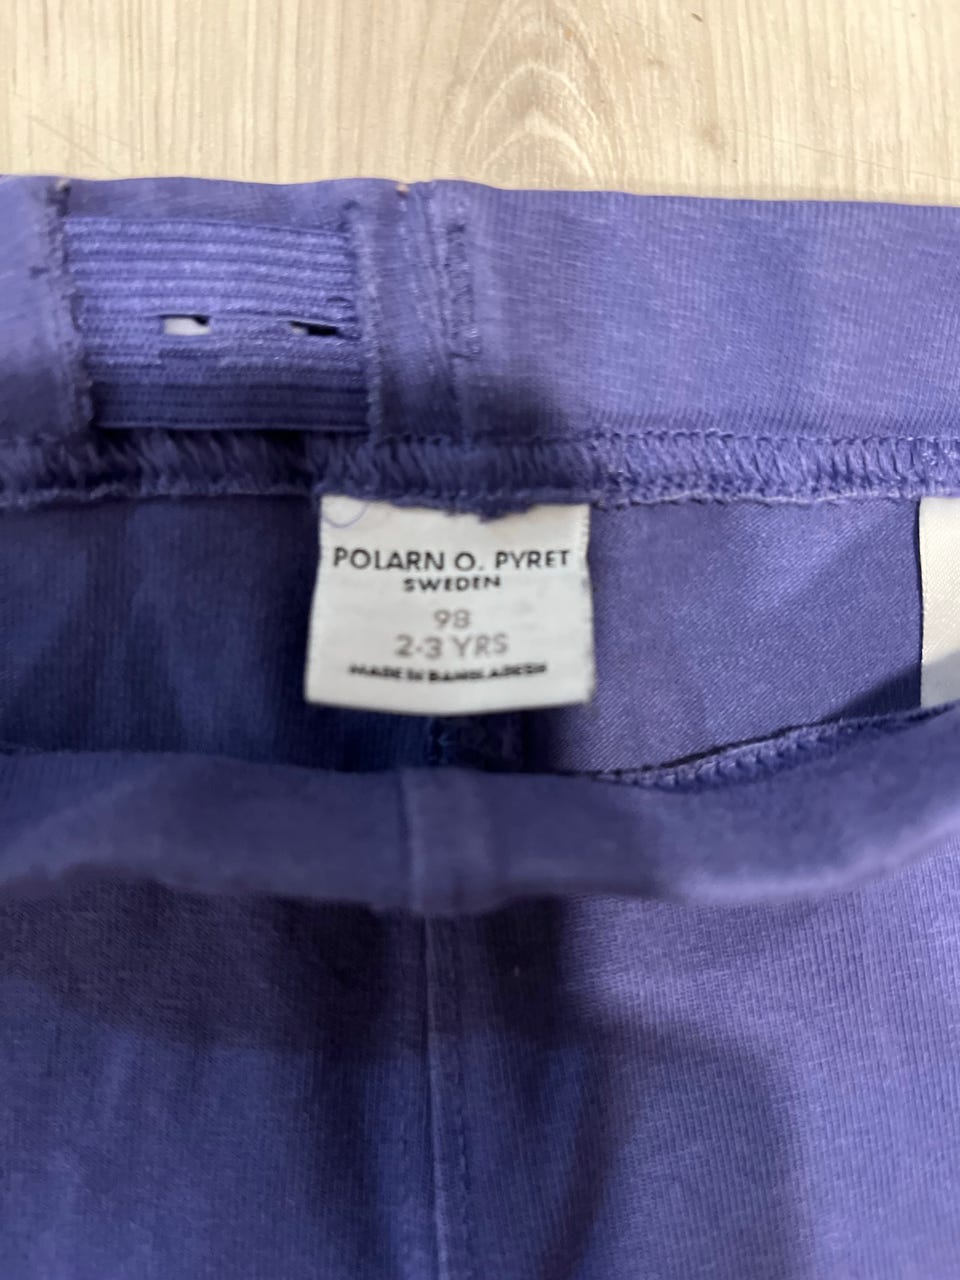 POLARN O. PYRET
SWEDEN
98
2-3 YRS
MADE IN BANGLADESH